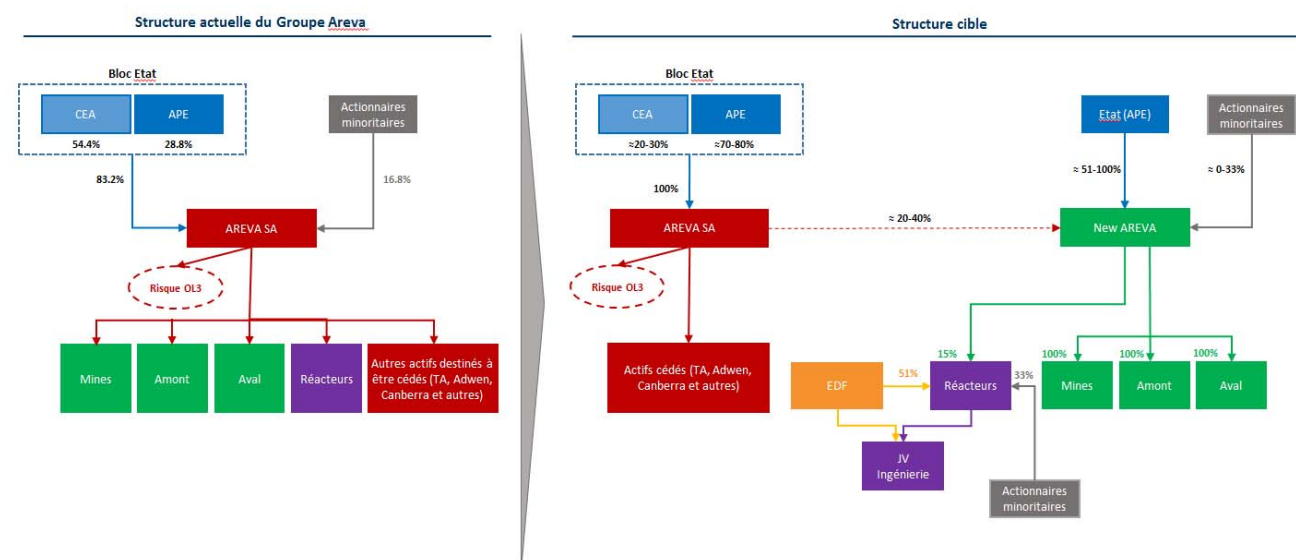 Structure actuelle du Groupe Areva
Bloc Etat
CEA
APE
54.4%
28.8%
Actionnaires
minoritaires
83.2%
16.8%
AREVA SA
Risque OL3
Mines
Amont
Aval
Réacteurs
Autres actifs destinés à
être cédés (TA, Adwen,
Canberra et autres)
Structure cible
Bloc Etat
CEA
APE
≈20-30%
≈70-80%
Etat (APE)
Actionnaires
minoritaires
100%
≈ 51-100%
≈ 0-33%
AREVA SA
≈ 20-40%
New AREVA
Risque OL3
Actifs cédés (TA, Adwen,
Canberra et autres)
EDF
51%
15%
Réacteurs
33%
100%
Mines
100%
Amont
100%
Aval
JV
Ingénierie
Actionnaires
minoritaires